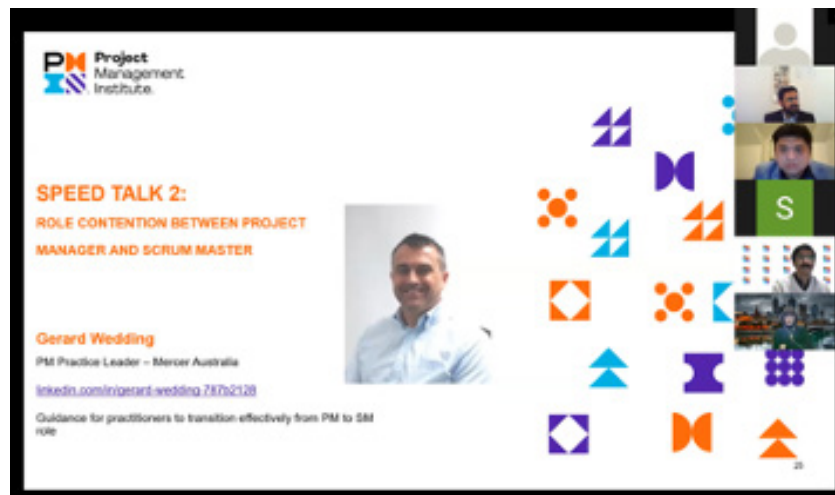 PM
Project
Management
Institute.
SPEED TALK 2:
ROLE CONTENTION BETWEEN PROJECT
MANAGER AND SCRUM MASTER
Gerard Wedding
PM Practice Leader – Mercer Australia
linkedin.com/in/gerard-wedding-787b2128
Guidance for practitioners to transition effectively from PM to SM
role
S
25